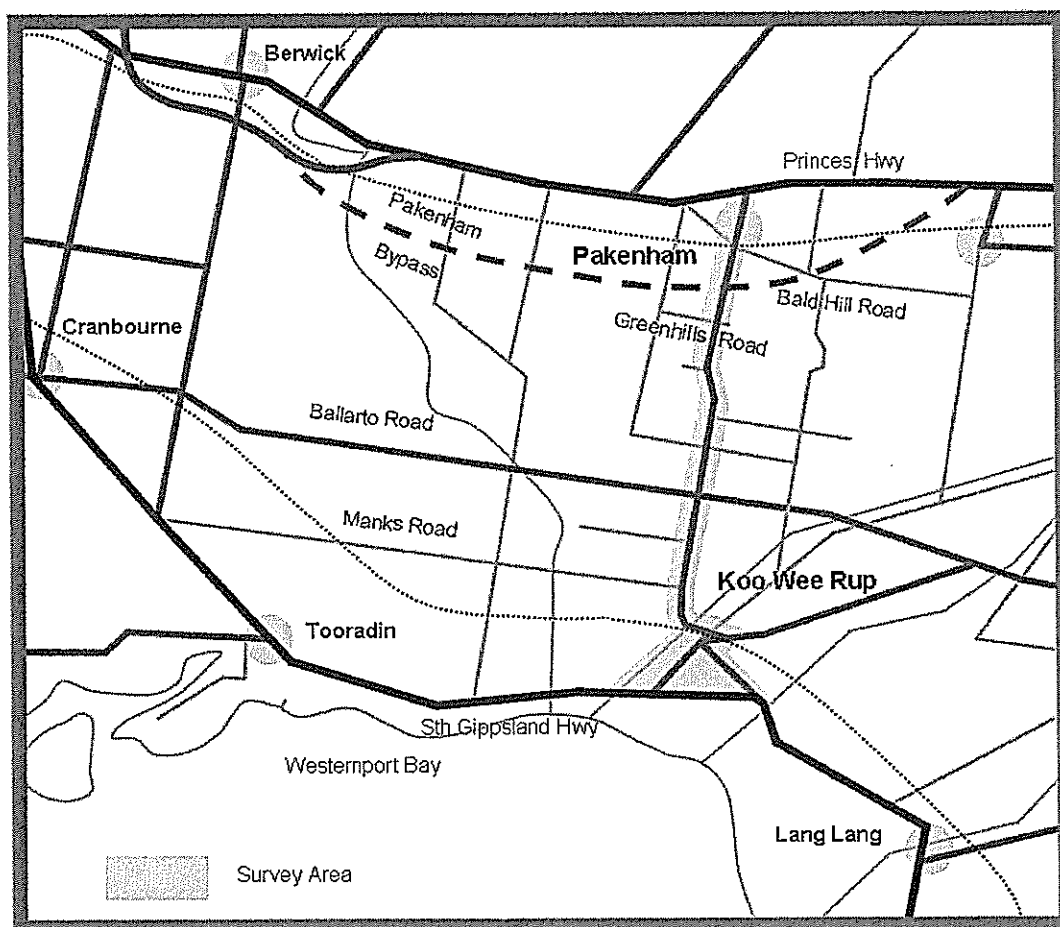 Berwick
Princes Hwy
Pakenham
Bypass
Pakenham
Bald Hill Road
Greenhills Road
Cranbourne
Ballarto Road
Manks Road
Koo Wee Rup
Tooradin
Sth Gippsland Hwy
Westernport Bay
Lang Lang
Survey Area